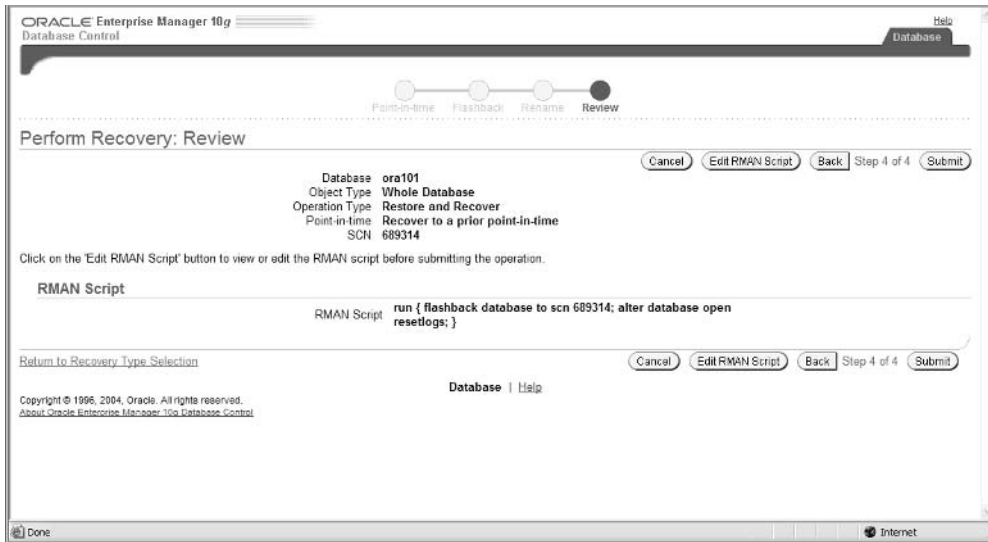 ORACLE Enterprise Manager 10g
Database Control
Help
Database
Point-in-time Flashback Rename Review
Perform Recovery: Review
Cancel Edit RMAN Script Back Step 4 of 4 Submit
Database ora101
Object Type Whole Database
Operation Type Restore and Recover
Point-in-time Recover to a prior point-in-time
SCN 689314
Click on the 'Edit RMAN Script' button to view or edit the RMAN script before submitting the operation.
RMAN Script
RMAN Script run { flashback database to scn 689314; alter database open
resetlogs; }
Return to Recovery Type Selection
Cancel Edit RMAN Script Back Step 4 of 4 Submit
Database | Help
Copyright © 1996, 2004, Oracle. All rights reserved.
About Oracle Enterprise Manager 10g Database Control
Done
Internet